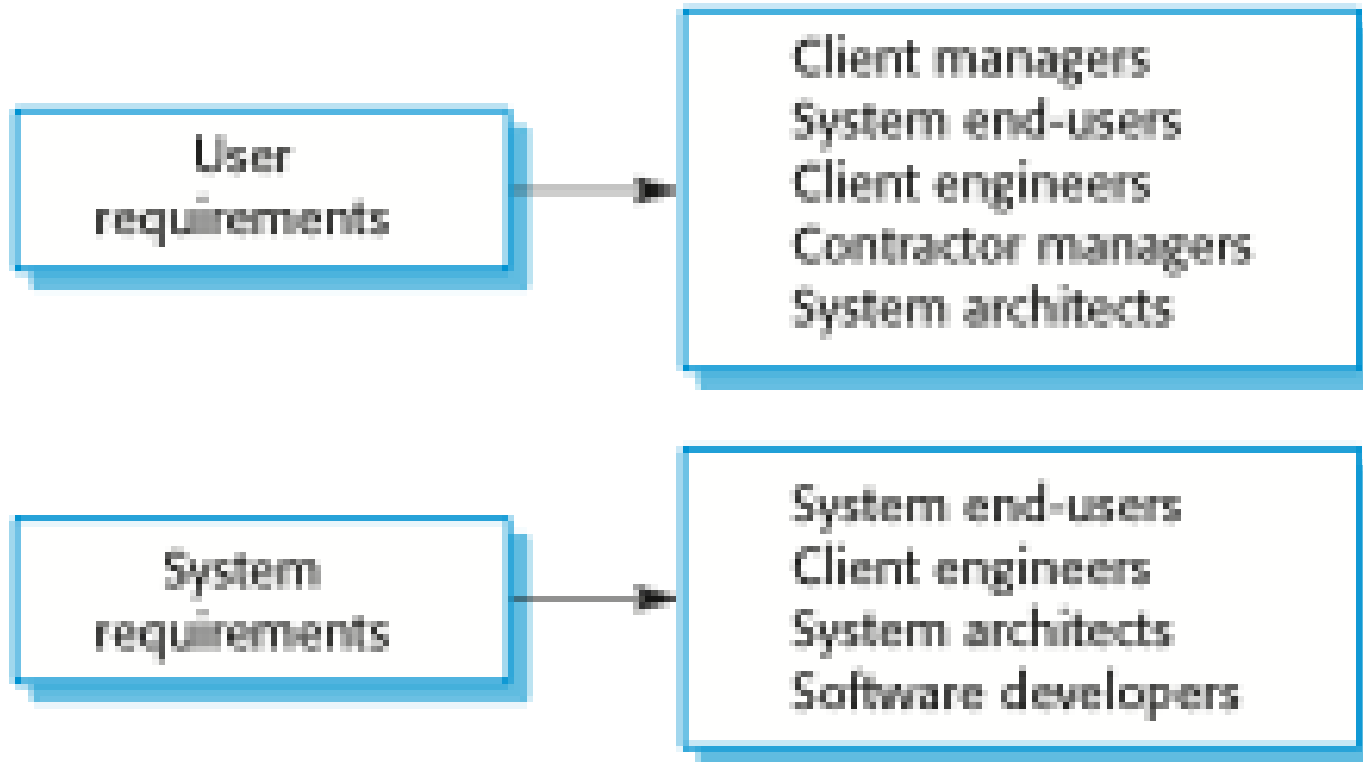 User
requirements
Client managers
System end-users
Client engineers
Contractor managers
System architects
System
requirements
System end-users
Client engineers
System architects
Software developers